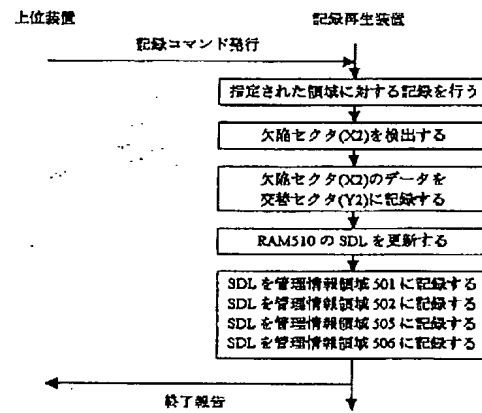 上位装置
記録再生装置
記録コマンド発行
指定された領域に対する記録を行う
欠陥セクタ(X2)を検出する
欠陥セクタ(X2)のデータを
交替セクタ(Y2)に記録する
RAM510 の SDL を更新する
SDL を管理情報領域 501 に記録する
SDL を管理情報領域 502 に記録する
SDL を管理情報領域 505 に記録する
SDL を管理情報領域 506 に記録する
終了報告